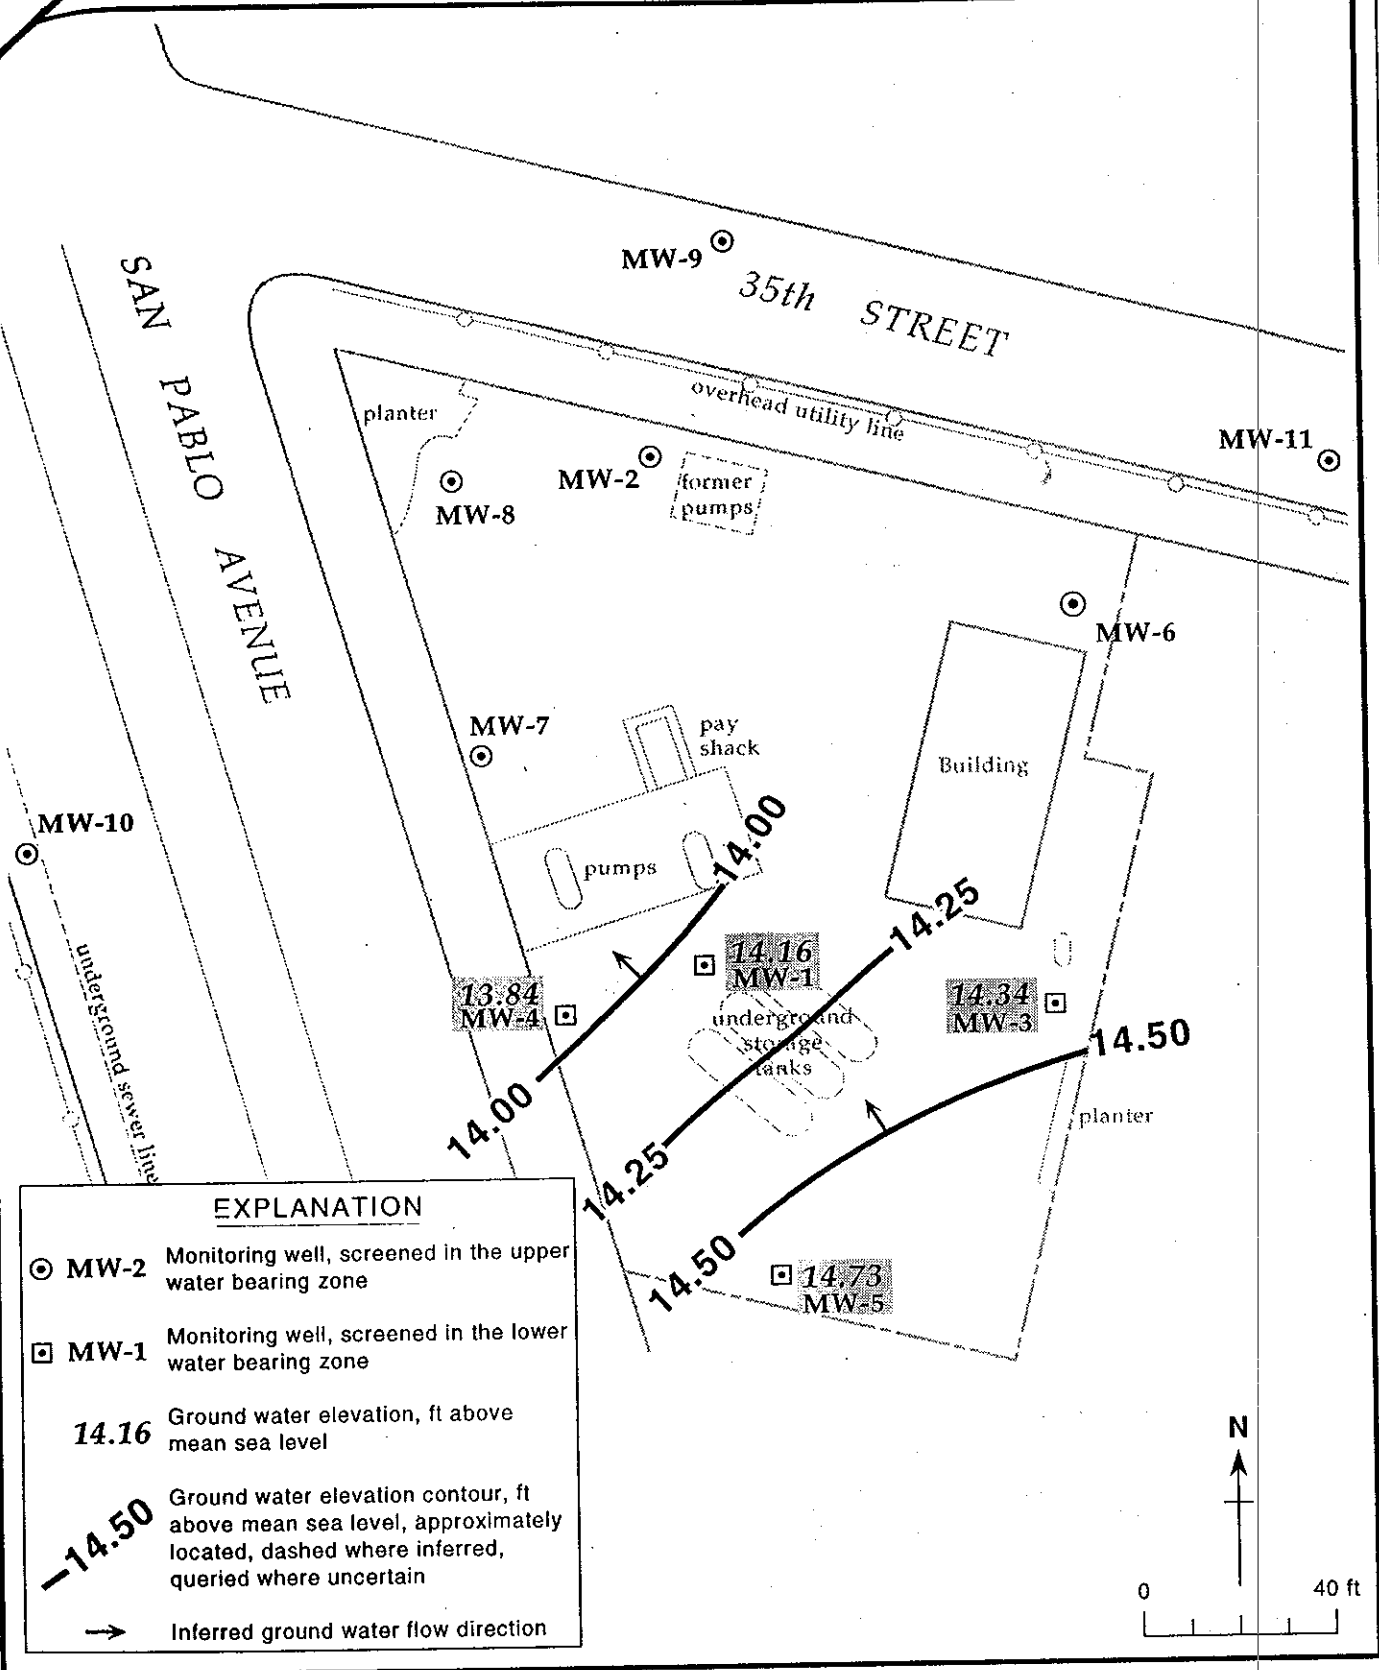 MW-9
35th STREET
SAN PABLO AVENUE
overhead utility line
planter
MW-11
MW-2
former
pumps
MW-8
MW-6
MW-7
pay
shack
Building
MW-10
pumps
14.00
14.25
14.16
MW-1
13.84
MW-4
14.34
MW-3
underground
storage
tanks
14.50
underground sewer line
14.00
planter
14.25
14.50
14.73
MW-5
EXPLANATION
MW-2 Monitoring well, screened in the upper
water bearing zone
MW-1 Monitoring well, screened in the lower
water bearing zone
14.16 Ground water elevation, ft above
mean sea level
14.50 Ground water elevation contour, ft
above mean sea level, approximately
located, dashed where inferred,
queried where uncertain
Inferred ground water flow direction
N
0 40 ft